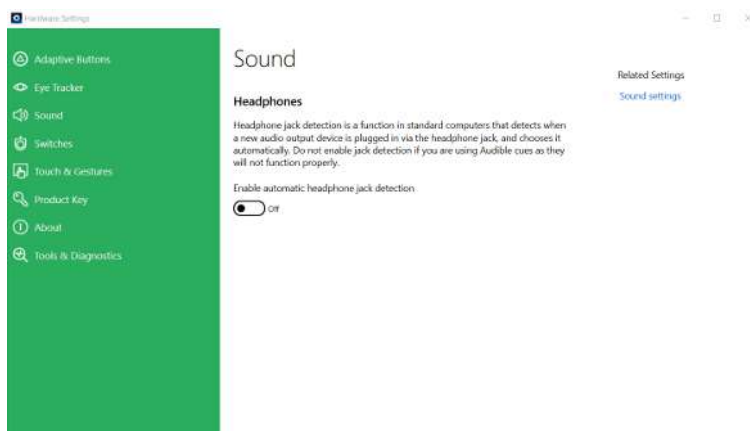 Hardware Settings
Adaptive Buttons
Eye Tracker
Sound
Switches
Touch & Gestures
Product Key
About
Tools & Diagnostics
Sound
Headphones
Headphone jack detection is a function in standard computers that detects when
a new audio output device is plugged in via the headphone jack, and chooses it
automatically. Do not enable jack detection if you are using Audible cues as they
will not function properly.
Enable automatic headphone jack detection
Off
Related Settings
Sound settings